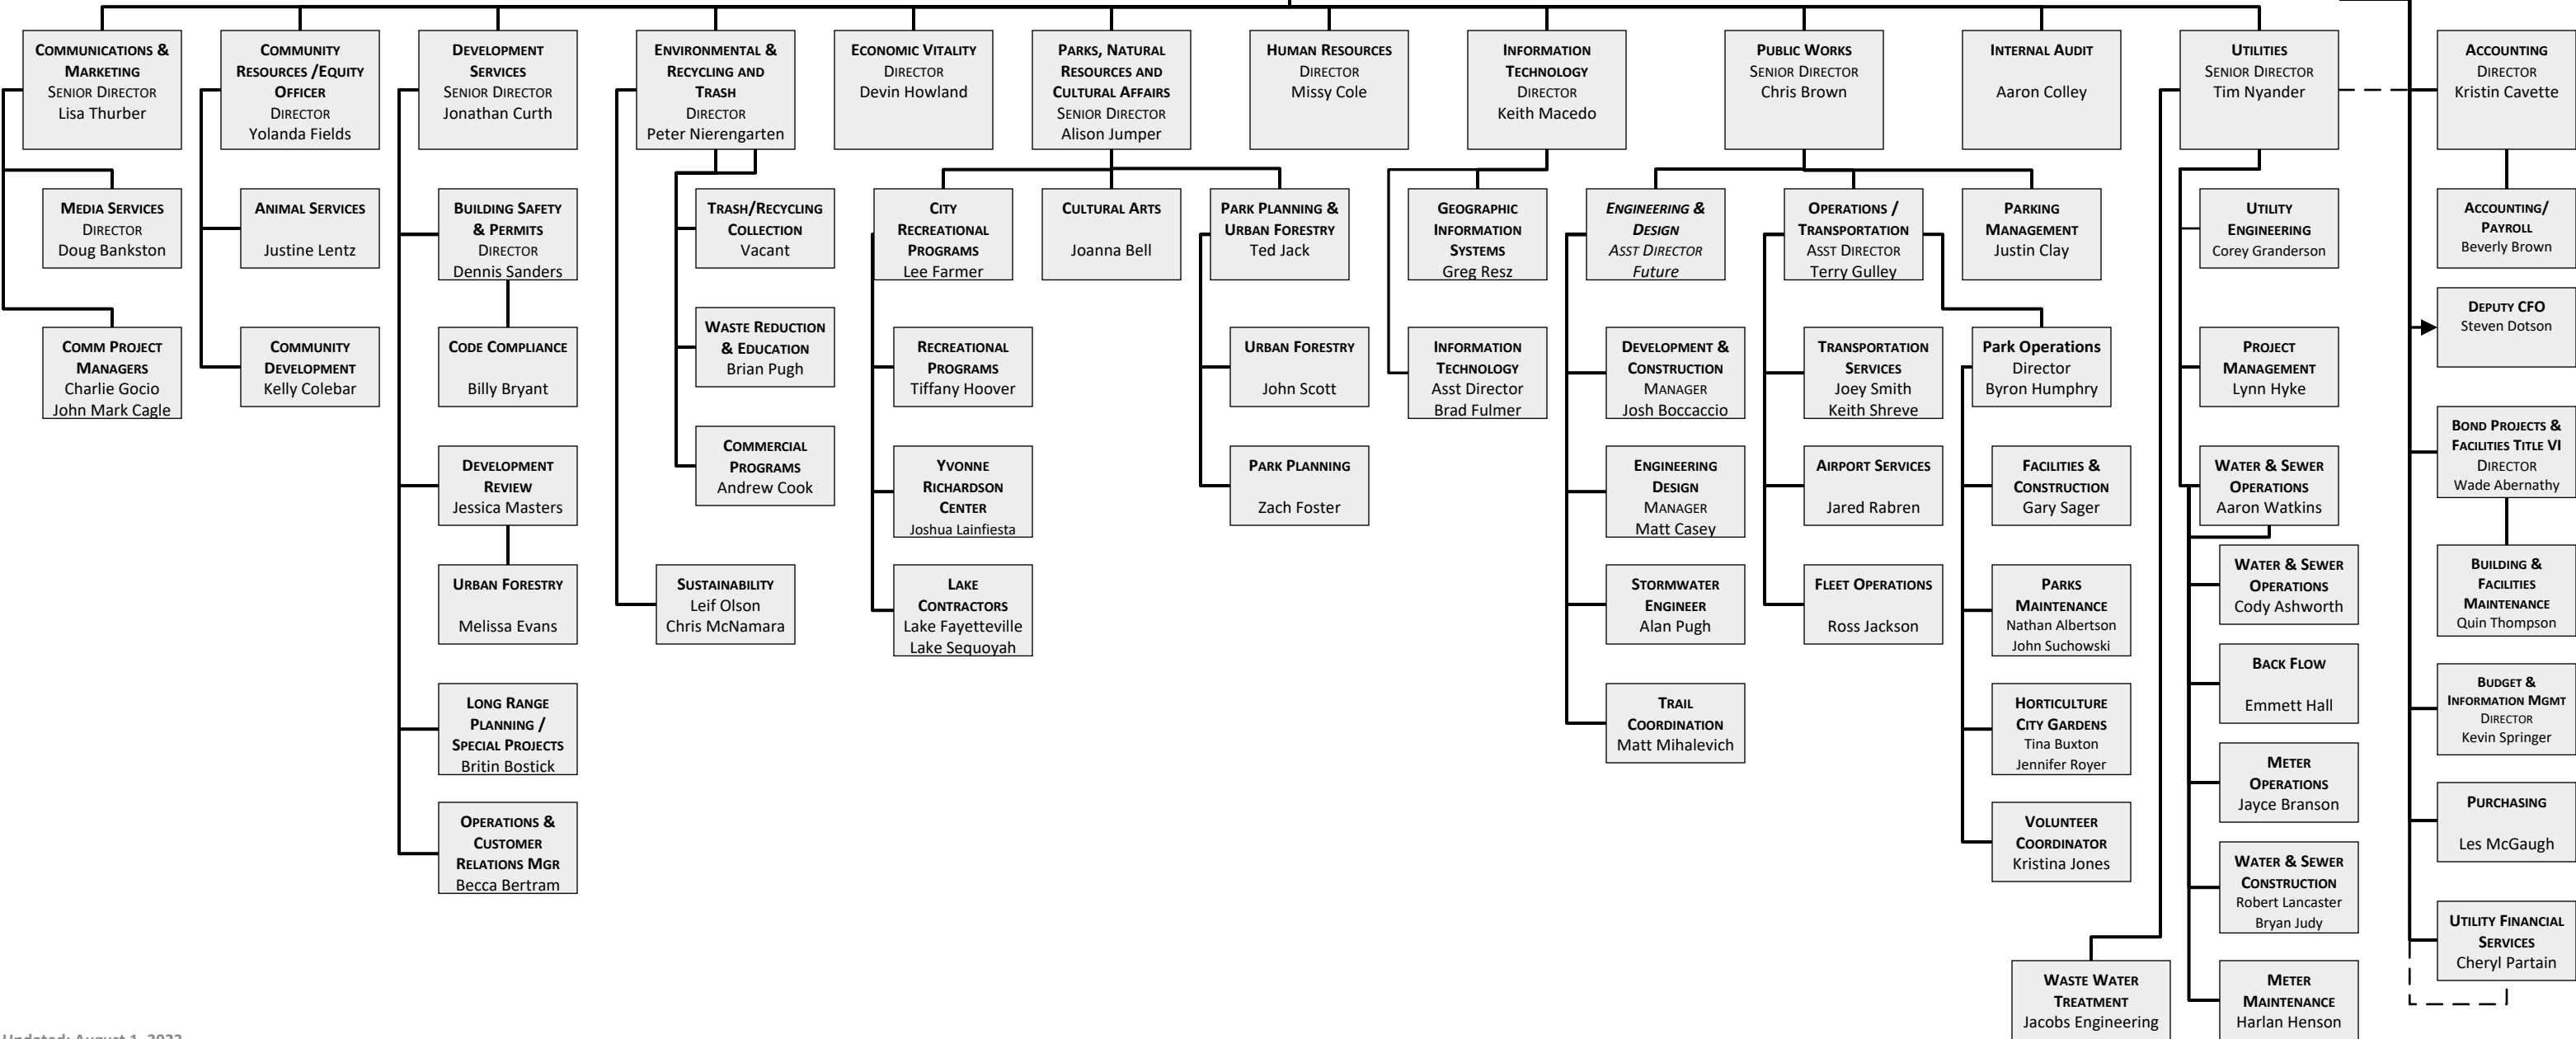 COMMUNICATIONS &
MARKETING
SENIOR DIRECTOR
Lisa Thurber
COMMUNITY
RESOURCES /EQUITY
OFFICER
DIRECTOR
Yolanda Fields
DEVELOPMENT
SERVICES
SENIOR DIRECTOR
Jonathan Curth
ENVIRONMENTAL &
RECYCLING AND
TRASH
DIRECTOR
Peter Nierengarten
ECONOMIC VITALITY
DIRECTOR
Devin Howland
PARKS, NATURAL
RESOURCES AND
CULTURAL AFFAIRS
SENIOR DIRECTOR
Alison Jumper
HUMAN RESOURCES
DIRECTOR
Missy Cole
INFORMATION
TECHNOLOGY
DIRECTOR
Keith Macedo
PUBLIC WORKS
SENIOR DIRECTOR
Chris Brown
INTERNAL AUDIT
Aaron Colley
UTILITIES
SENIOR DIRECTOR
Tim Nyander
ACCOUNTING
DIRECTOR
Kristin Cavette
MEDIA SERVICES
DIRECTOR
Doug Bankston
ANIMAL SERVICES
Justine Lentz
BUILDING SAFETY
& PERMITS
DIRECTOR
Dennis Sanders
TRASH/RECYCLING
COLLECTION
Vacant
CITY
RECREATIONAL
PROGRAMS
Lee Farmer
CULTURAL ARTS
Joanna Bell
PARK PLANNING &
URBAN FORESTRY
Ted Jack
GEOGRAPHIC
INFORMATION
SYSTEMS
Greg Resz
ENGINEERING &
DESIGN
ASST DIRECTOR
Future
OPERATIONS /
TRANSPORTATION
ASST DIRECTOR
Terry Gulley
PARKING
MANAGEMENT
Justin Clay
UTILITY
ENGINEERING
Corey Granderson
ACCOUNTING/
PAYROLL
Beverly Brown
DEPUTY CFO
Steven Dotson
COMM PROJECT
MANAGERS
Charlie Gocio
John Mark Cagle
COMMUNITY
DEVELOPMENT
Kelly Colebar
CODE COMPLIANCE
Billy Bryant
WASTE REDUCTION
& EDUCATION
Brian Pugh
RECREATIONAL
PROGRAMS
Tiffany Hoover
URBAN FORESTRY
John Scott
INFORMATION
TECHNOLOGY
Asst Director
Brad Fulmer
DEVELOPMENT &
CONSTRUCTION
MANAGER
Josh Boccaccio
TRANSPORTATION
SERVICES
Joey Smith
Keith Shreve
Park Operations
Director
Byron Humphry
PROJECT
MANAGEMENT
Lynn Hyke
BOND PROJECTS &
FACILITIES TITLE VI
DIRECTOR
Wade Abernathy
DEVELOPMENT
REVIEW
Jessica Masters
COMMERCIAL
PROGRAMS
Andrew Cook
YVONNE
RICHARDSON
CENTER
Joshua Lainfiesta
PARK PLANNING
Zach Foster
ENGINEERING
DESIGN
MANAGER
Matt Casey
AIRPORT SERVICES
Jared Rabren
FACILITIES &
CONSTRUCTION
Gary Sager
WATER & SEWER
OPERATIONS
Aaron Watkins
URBAN FORESTRY
Melissa Evans
SUSTAINABILITY
Leif Olson
Chris McNamara
LAKE
CONTRACTORS
Lake Fayetteville
Lake Sequoyah
STORMWATER
ENGINEER
Alan Pugh
FLEET OPERATIONS
Ross Jackson
PARKS
MAINTENANCE
Nathan Albertson
John Suchowski
WATER & SEWER
OPERATIONS
Cody Ashworth
BUILDING &
FACILITIES
MAINTENANCE
Quin Thompson
LONG RANGE
PLANNING /
SPECIAL PROJECTS
Britin Bostick
TRAIL
COORDINATION
Matt Mihalevich
HORTICULTURE
CITY GARDENS
Tina Buxton
Jennifer Royer
BACK FLOW
Emmett Hall
BUDGET &
INFORMATION MGMT
DIRECTOR
Kevin Springer
METER
OPERATIONS
Jayce Branson
PURCHASING
Les McGaugh
OPERATIONS &
CUSTOMER
RELATIONS MGR
Becca Bertram
VOLUNTEER
COORDINATOR
Kristina Jones
WATER & SEWER
CONSTRUCTION
Robert Lancaster
Bryan Judy
UTILITY FINANCIAL
SERVICES
Cheryl Partain
WASTE WATER
TREATMENT
Jacobs Engineering
METER
MAINTENANCE
Harlan Henson
Updated: August 1,